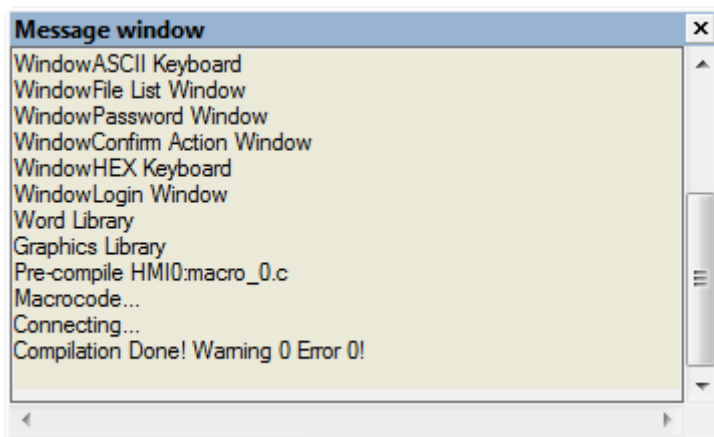 Message window
WindowASCII Keyboard
WindowFile List Window
WindowPassword Window
WindowConfirm Action Window
WindowHEX Keyboard
WindowLogin Window
Word Library
Graphics Library
Pre-compile HMI0:macro_0.c
Macrocode...
Connecting...
Compilation Done! Warning 0 Error 0!